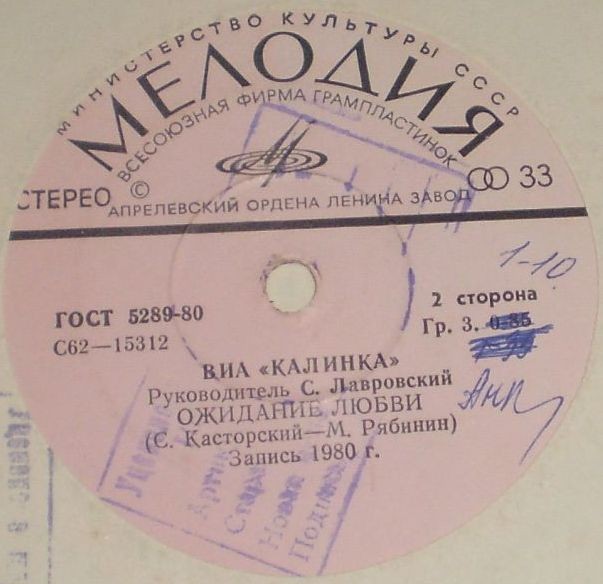 МИНИСТЕРСТВО КУЛЬТУРЫ СССР
МЕЛОДИЯ
ВСЕСОЮЗНАЯ ФИРМА ГРАМПЛАСТИНОК
СТЕРЕО © 33
АПРЕЛЕВСКИЙ ОРДЕНА ЛЕНИНА ЗАВОД
1-10
ГОСТ 5289-80
2 сторона
С62—15312
Гр. 3. 0-85
ВИА «КАЛИНКА»
Руководитель С. Лавровский
ОЖИДАНИЕ ЛЮБВИ
(С. Касторский—М. Рябинин)
Запись 1980 г.